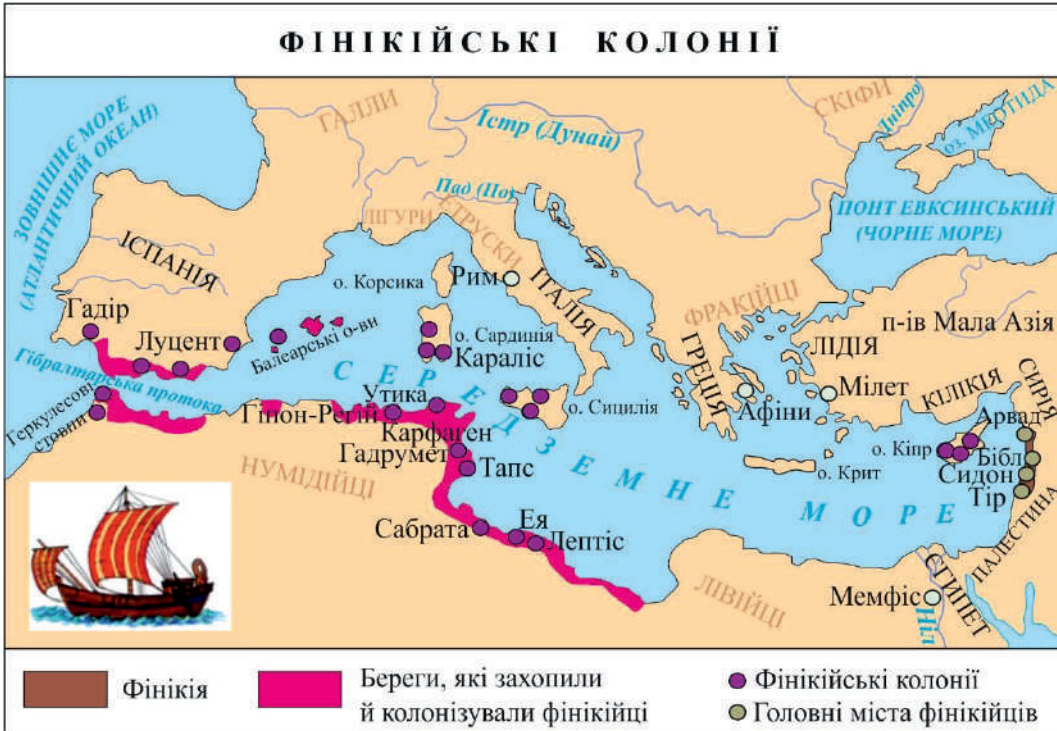 ФІНІКІЙСЬКІ КОЛОНІЇ
ЗОВНІШНЄ МОРЕ
(АТЛАНТИЧНИЙ ОКЕАН)
ГАЛЛИ
СКІФИ
Дніпро
оз. МЕОТИДА
Істр (Дунай)
Пад (По)
ЛІГУРИ
ЕТРУСКИ
ПОНТ ЕВКСИНСЬКИЙ
(ЧОРНЕ МОРЕ)
ІСПАНІЯ
о. Корсика
Рим
ІТАЛІЯ
ФРАКІЙЦІ
п-ів Мала Азія
Гадір
Луцент
Балеарські о-ви
о. Сардинія
Караліс
ГРЕЦІЯ
ЛІДІЯ
Мілет
Афіни
КІЛІКІЯ
СИРІЯ
Гібралтарська протока
Геркулесові
стовпи
СЕРЕДЗЕМНЕ МОРЕ
Утика
Гінон-Регій
Карфаген
Гадрумет
Тапс
о. Сицилія
о. Крит
о. Кіпр
Арвад
Бібл
Сидон
Тір
ПАЛЕСТИНА
НУМІДІЙЦІ
Сабрата
Ея
Лептіс
ЛІВІЙЦІ
Мемфіс
ЄГИПЕТ
Ніл
Фінікія
Береги, які захопили
й колонізували фінікійці
Фінікійські колонії
Головні міста фінікійців